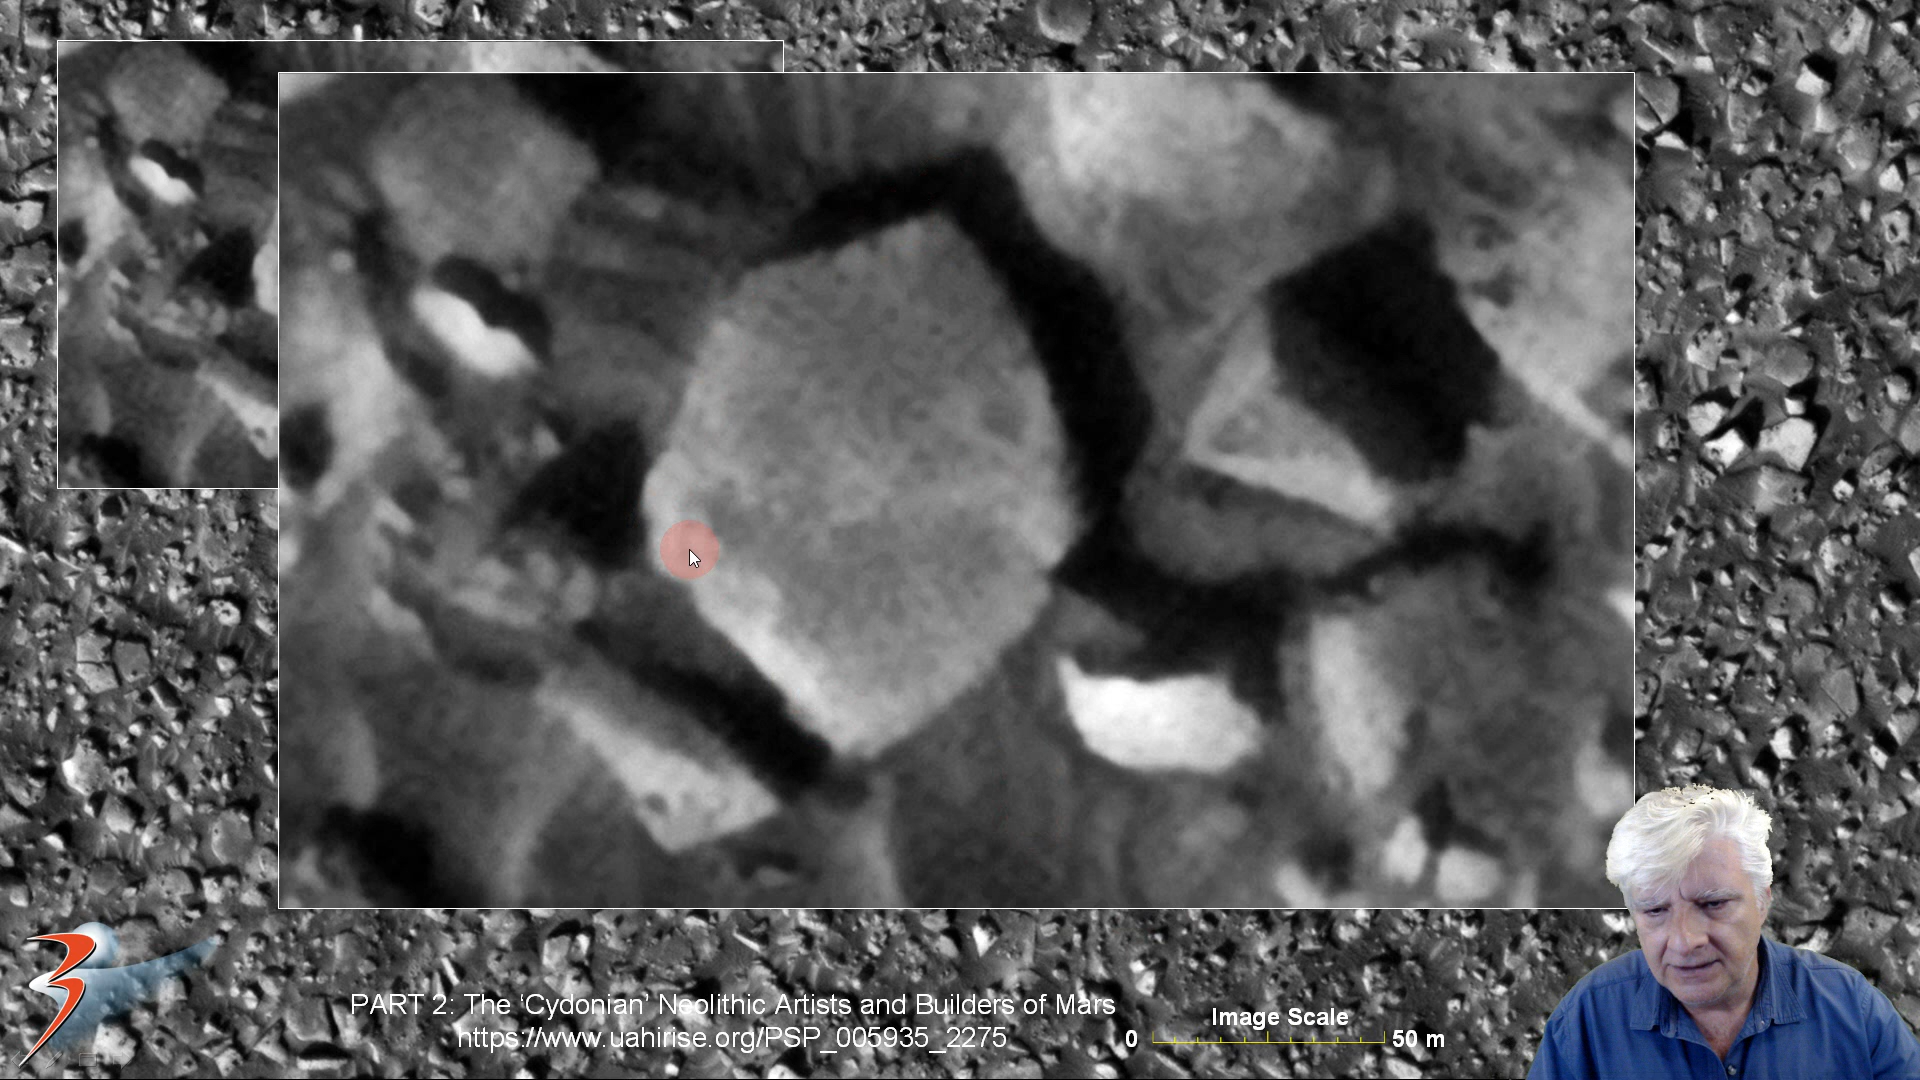 PART 2: The ‘Cydonian’ Neolithic Artists and Builders of Mars
https://www.uahirise.org/PSP_005935_2275
Image Scale
0 50 m